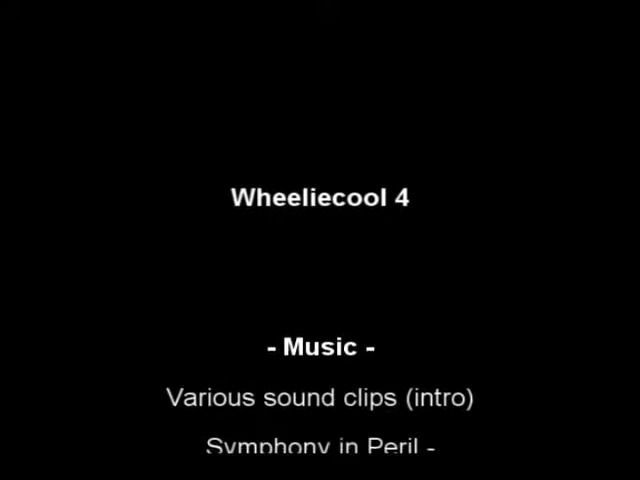 Wheeliecool 4
- Music -
Various sound clips (intro)
Symphony in Peril -